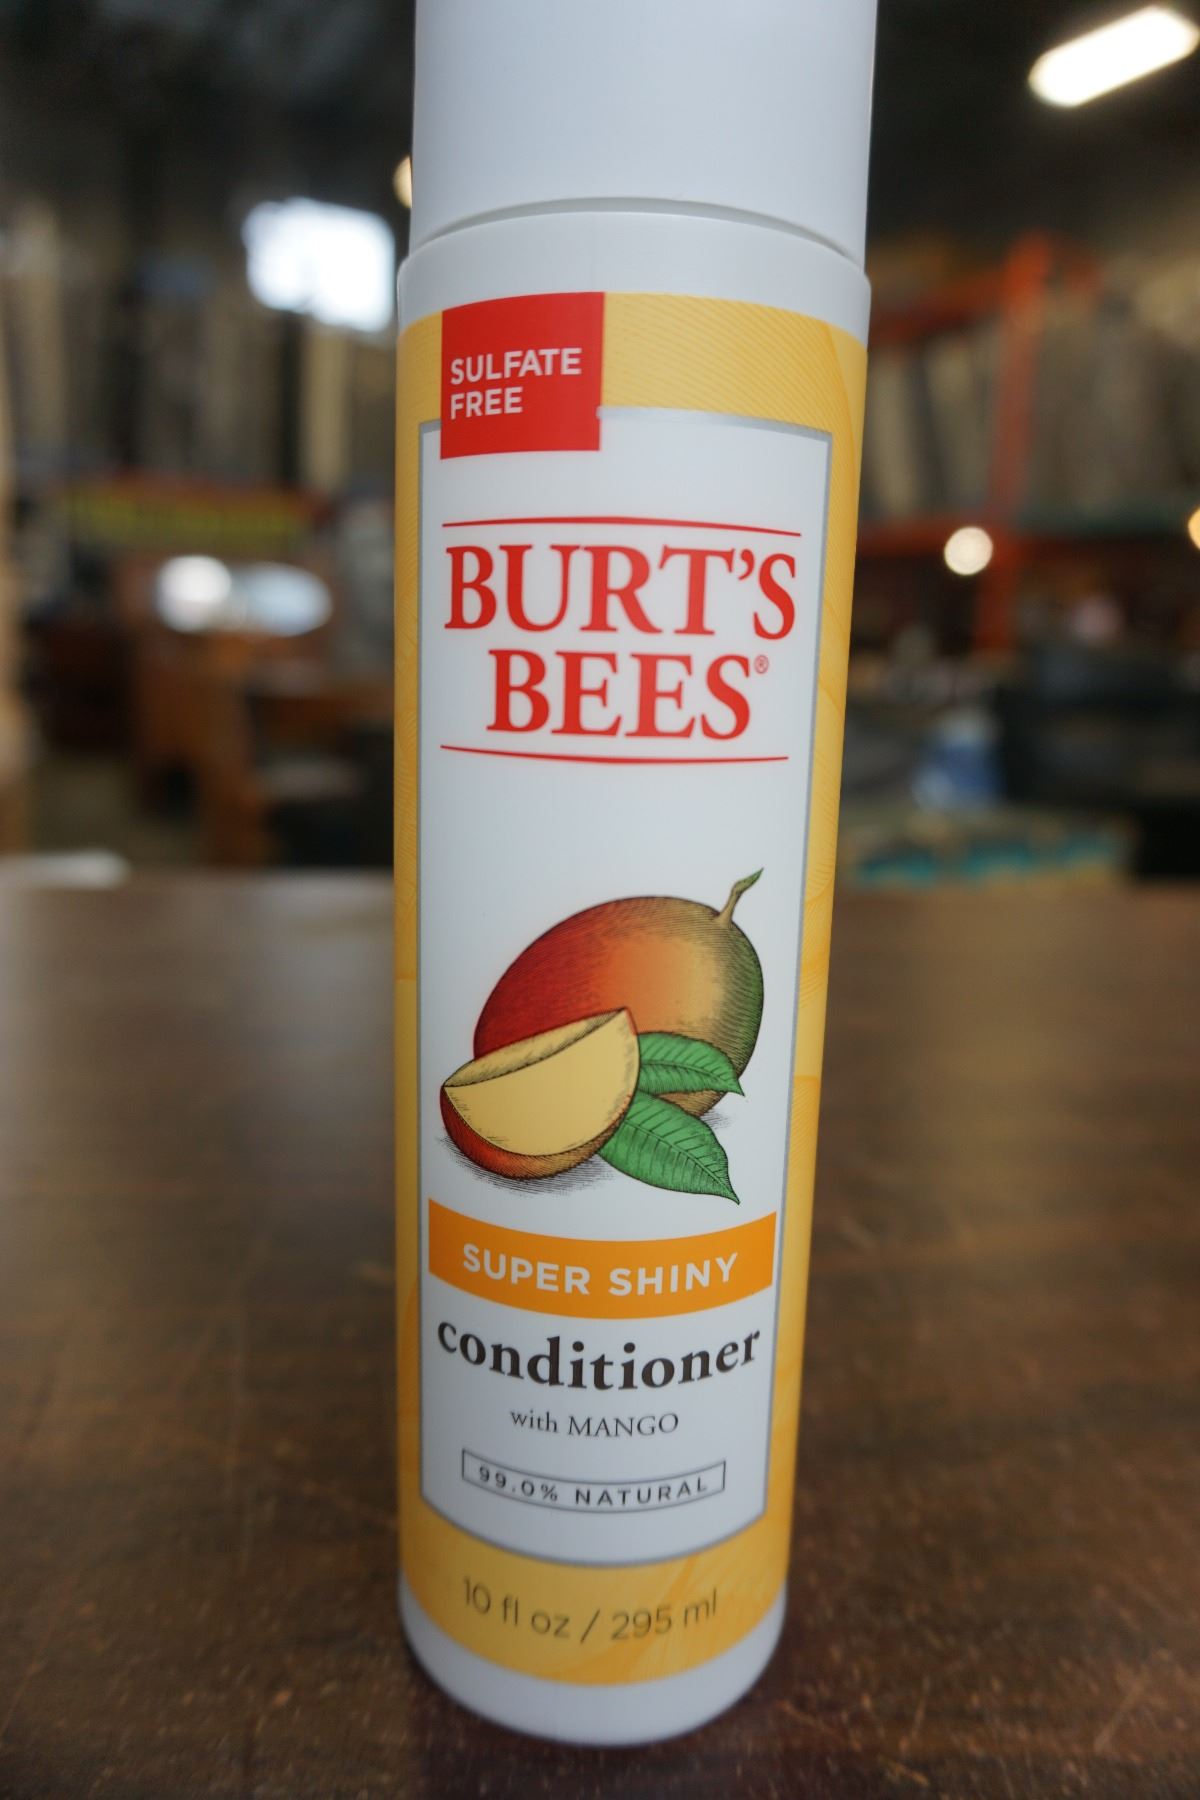 SULFATE
FREE
BURT'S
BEES®
SUPER SHINY
conditioner
with MANGO
99.0% NATURAL
10 fl oz / 295 ml